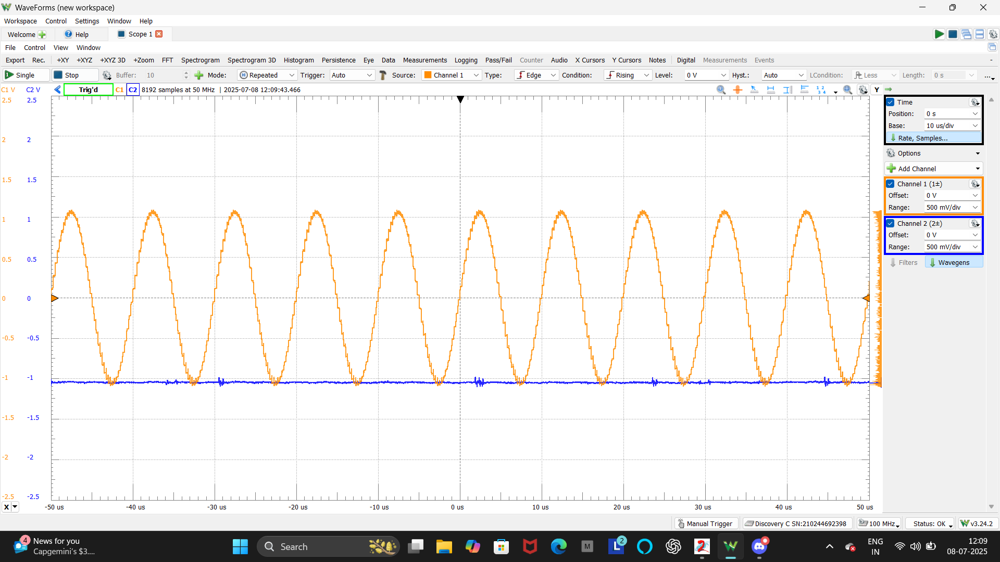 WaveForms (new workspace)
Workspace Control Settings Window Help
Welcome Help Scope 1
File Control View Window
Export Rec. +XY +XYZ +XYZ 3D +Zoom FFT Spectrogram Spectrogram 3D Histogram Persistence Eye Data Measurements Logging Pass/Fail Counter Audio X Cursors Y Cursors Notes Digital Measurements Events -
Single Stop Buffer: 10 Mode: Repeated Trigger: Auto Source: Channel 1 Type: Edge Condition: Rising Level: 0 V Hyst.: Auto LCondition: Less Length: 0 s ...
C1 V C2 V Trig'd C1 C2 8192 samples at 50 MHz | 2025-07-08 12:09:43.466 Y
2.5 2.5
2 2
1.5 1.5
1 1
0.5 0.5
0 0
-0.5 -0.5
-1 -1
-1.5 -1.5
-2 -2
-2.5 -2.5
X -50 us -40 us -30 us -20 us -10 us 0 us 10 us 20 us 30 us 40 us 50 us
Time
Position: 0 s
Base: 10 us/div
Rate, Samples...
Options
Add Channel
Channel 1 (1±)
Offset: 0 V
Range: 500 mV/div
Channel 2 (2±)
Offset: 0 V
Range: 500 mV/div
Filters Wavegens
Manual Trigger Discovery C SN:210244692398 100 MHz Status: OK v3.24.2
4 News for you
Capgemini's $3....
Search
M
L 2
ENG
IN
12:09
08-07-2025